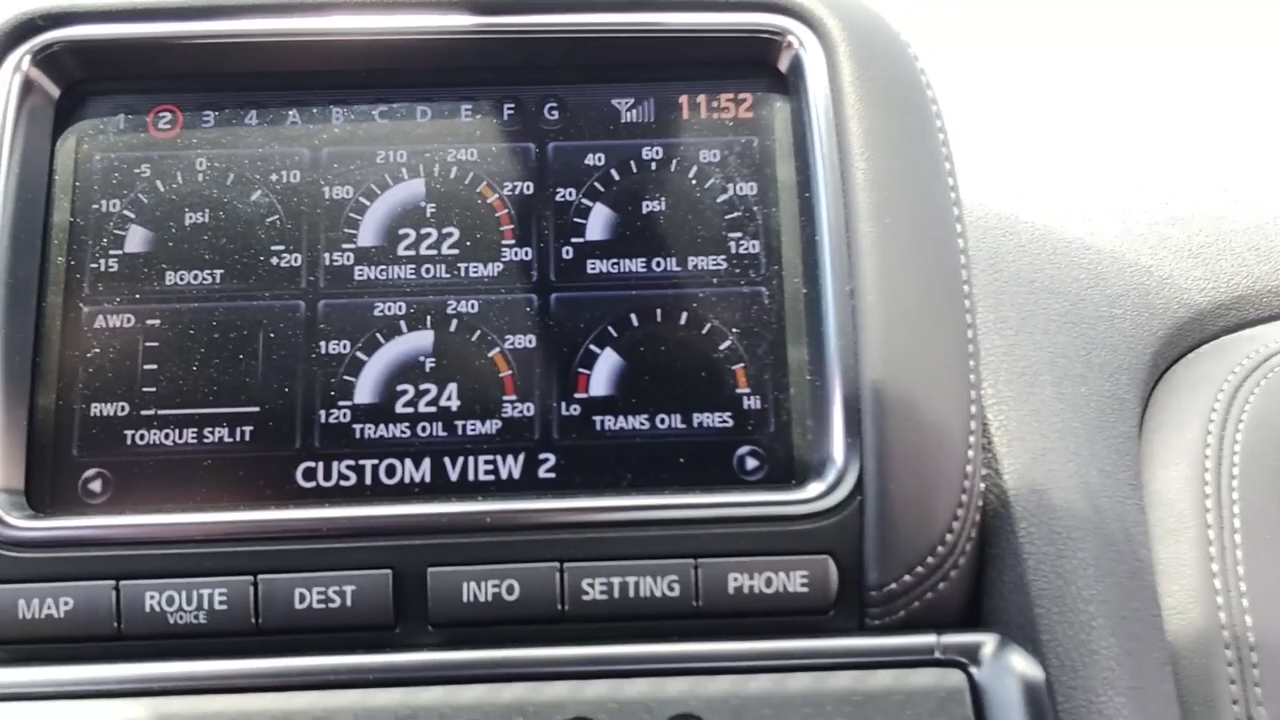 1 2 3 4 A B C D E F G 11:52
-15 -10 -5 0 +10 +20
psi
BOOST
150 180 210 240 270 300
°F
222
ENGINE OIL TEMP
0 20 40 60 80 100 120
psi
ENGINE OIL PRES
AWD
RWD
TORQUE SPLIT
120 160 200 240 280 320
°F
224
TRANS OIL TEMP
Lo Hi
TRANS OIL PRES
CUSTOM VIEW 2
MAP
ROUTE
VOICE
DEST
INFO
SETTING
PHONE